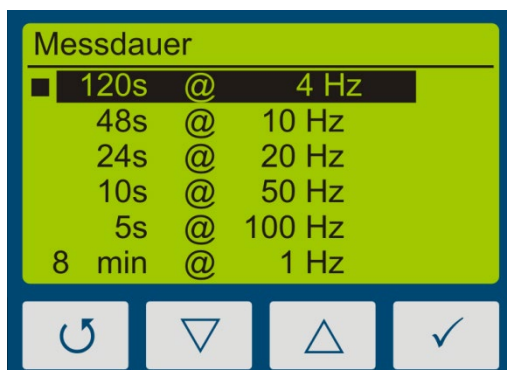 Messdauer
120s @ 4 Hz
48s @ 10 Hz
24s @ 20 Hz
10s @ 50 Hz
5s @ 100 Hz
8 min @ 1 Hz